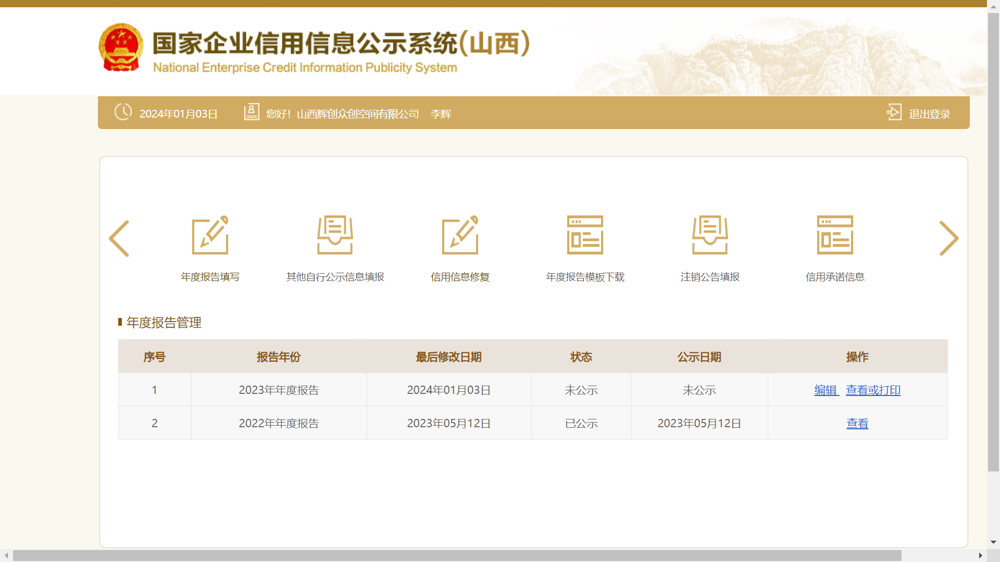 国家企业信用信息公示系统(山西)
National Enterprise Credit Information Publicity System
2024年01月03日 您好！山西辉创众创空间有限公司 李辉 退出登录
年度报告填写 其他自行公示信息填报 信用信息修复 年度报告模板下载 注销公告填报 信用承诺信息
年度报告管理
序号 报告年份 最后修改日期 状态 公示日期 操作
1 2023年年度报告 2024年01月03日 未公示 未公示 编辑 查看或打印
2 2022年年度报告 2023年05月12日 已公示 2023年05月12日 查看